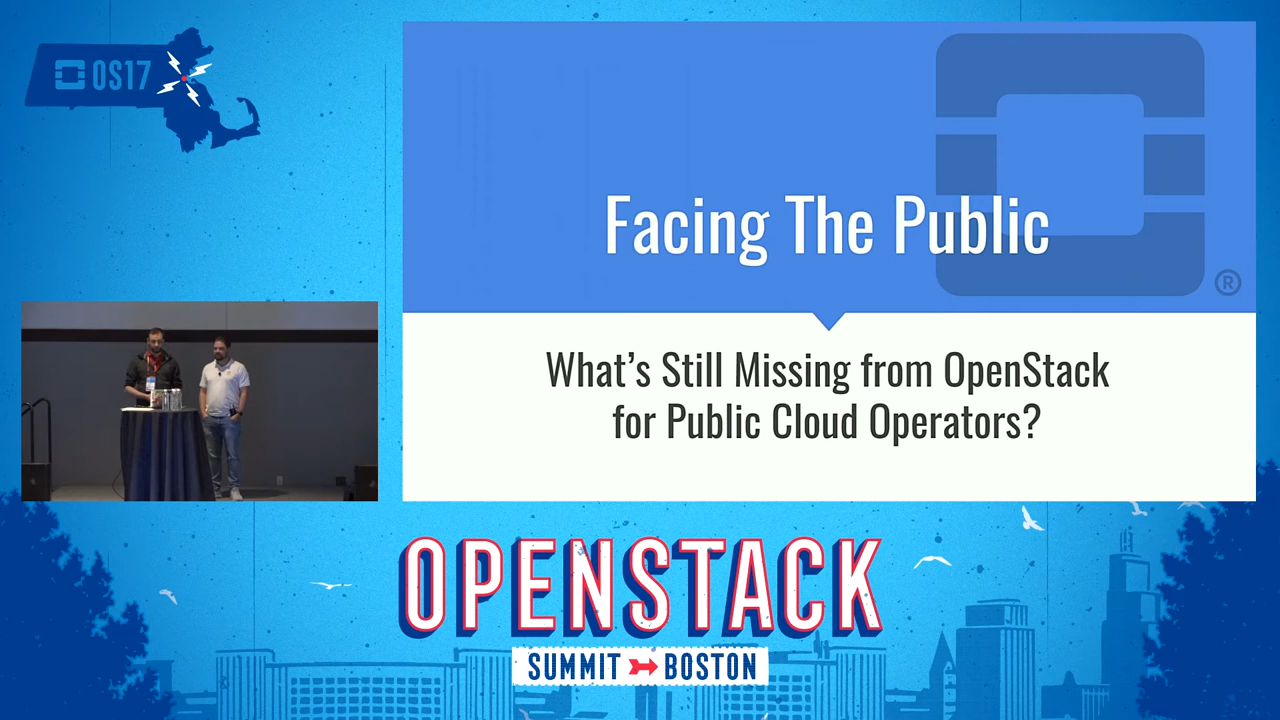 OS17
Facing The Public
®
What's Still Missing from OpenStack
for Public Cloud Operators?
OPENSTACK
SUMMIT BOSTON